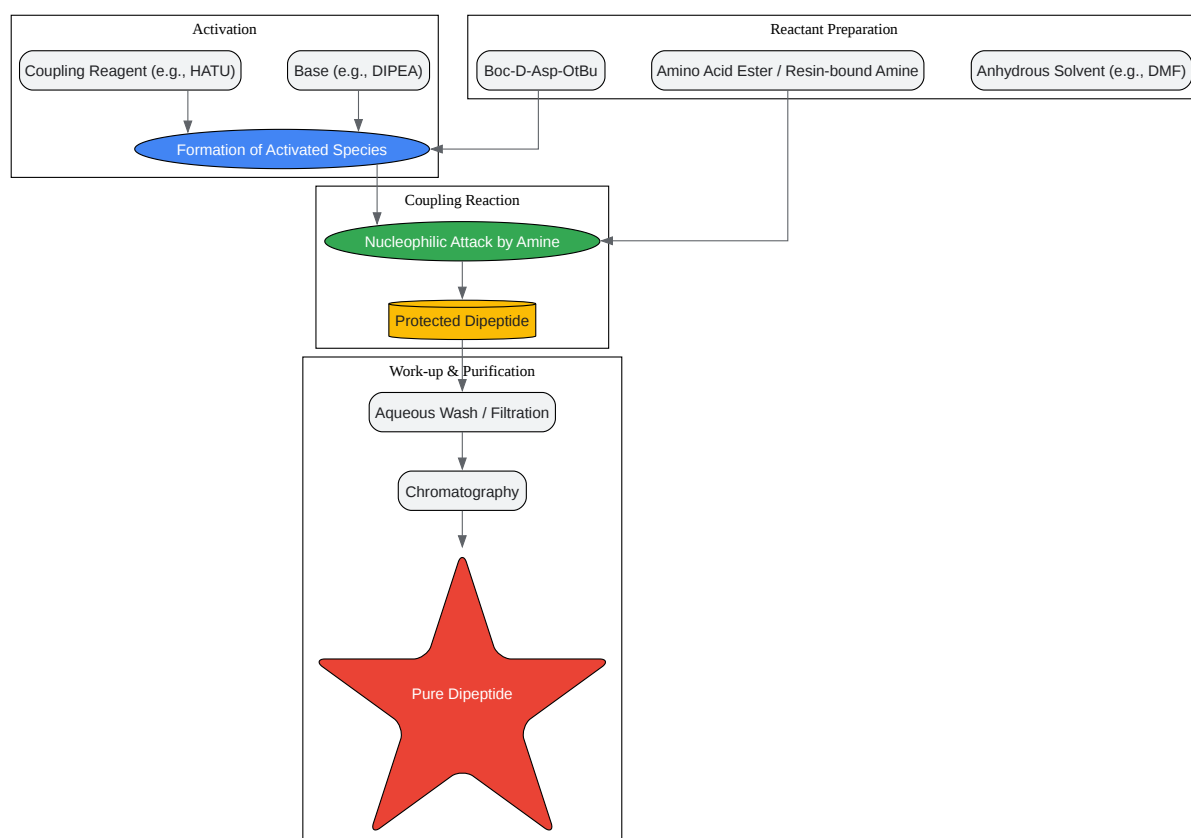 Activation
Reactant Preparation
Coupling Reagent (e.g., HATU)
Base (e.g., DIPEA)
Boc-D-Asp-OtBu
Amino Acid Ester / Resin-bound Amine
Anhydrous Solvent (e.g., DMF)
Formation of Activated Species
Coupling Reaction
Nucleophilic Attack by Amine
Protected Dipeptide
Work-up & Purification
Aqueous Wash / Filtration
Chromatography
Pure Dipeptide